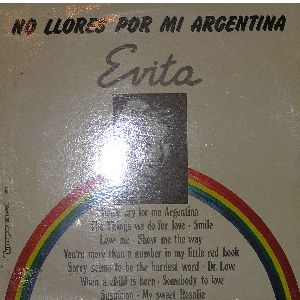 NO LLORES POR MI ARGENTINA
Evita
cry for me Argentina
The Things we do for love - Smile
Love me - Show me the way
You're more than a number in my little red book
Sorry seems to be the hardest word - Dr. Love
When a child is born - Somebody to love
Suspicion - My sweet Rosalie